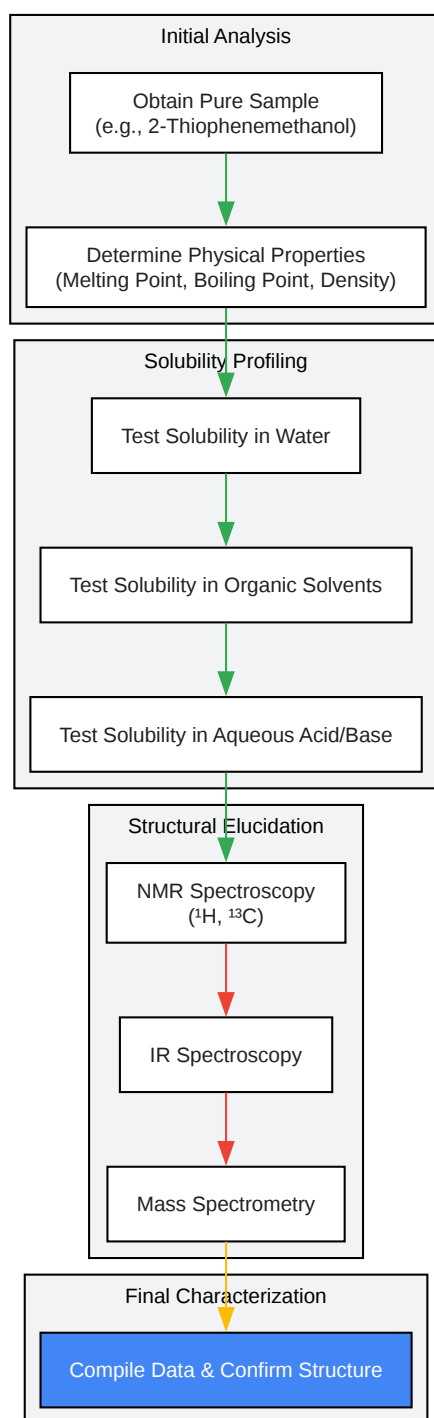 Initial Analysis
Obtain Pure Sample
(e.g., 2-Thiophenemethanol)
Determine Physical Properties
(Melting Point, Boiling Point, Density)
Solubility Profiling
Test Solubility in Water
Test Solubility in Organic Solvents
Test Solubility in Aqueous Acid/Base
Structural Elucidation
NMR Spectroscopy
(¹H, ¹³C)
IR Spectroscopy
Mass Spectrometry
Final Characterization
Compile Data & Confirm Structure